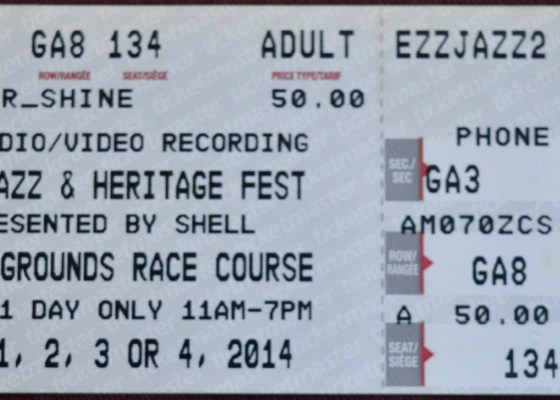 GA8 134 ADULT
ROW/RANGÉE SEAT/SIÈGE PRICE TYPE/TARIF
R_SHINE 50.00
DIO/VIDEO RECORDING
AZZ & HERITAGE FEST
ESENTED BY SHELL
GROUNDS RACE COURSE
1 DAY ONLY 11AM-7PM
1, 2, 3 OR 4, 2014
EZZJAZZ2
PHONE
SEC./
SEC
GA3
AM070ZCS
ROW/
RANGÉE
GA8
A 50.00
SEAT/
SIÈGE
134